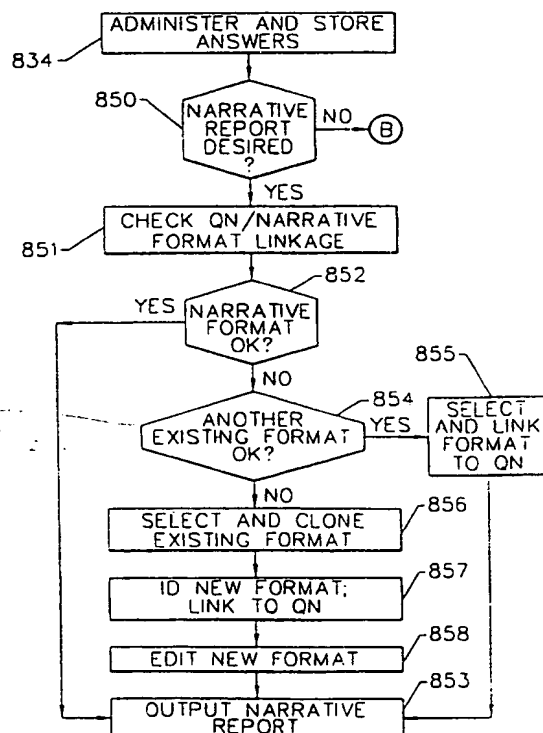 ADMINISTER AND STORE
ANSWERS
834
850
NARRATIVE
REPORT
DESIRED
?
NO
B
YES
CHECK QN/NARRATIVE
FORMAT LINKAGE
851
852
YES
NARRATIVE
FORMAT
OK?
NO
854
855
ANOTHER
EXISTING FORMAT
OK?
YES
SELECT
AND LINK
FORMAT
TO QN
NO
856
SELECT AND CLONE
EXISTING FORMAT
857
ID NEW FORMAT;
LINK TO QN
858
EDIT NEW FORMAT
853
OUTPUT NARRATIVE
REPORT